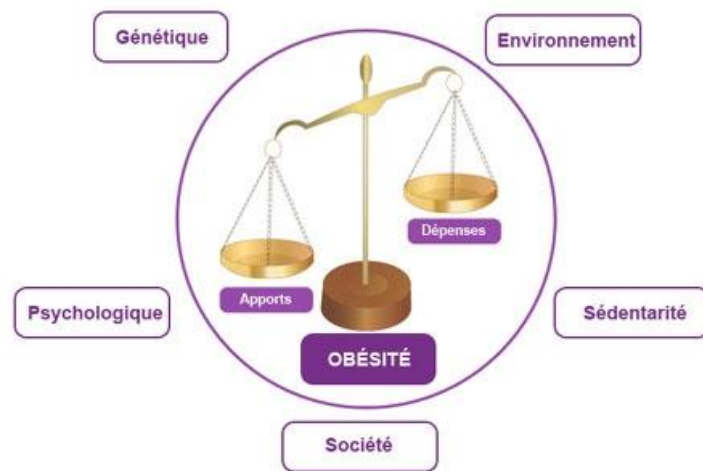 Génétique
Environnement
Dépenses
Apports
Psychologique
Sédentarité
OBÉSITÉ
Société